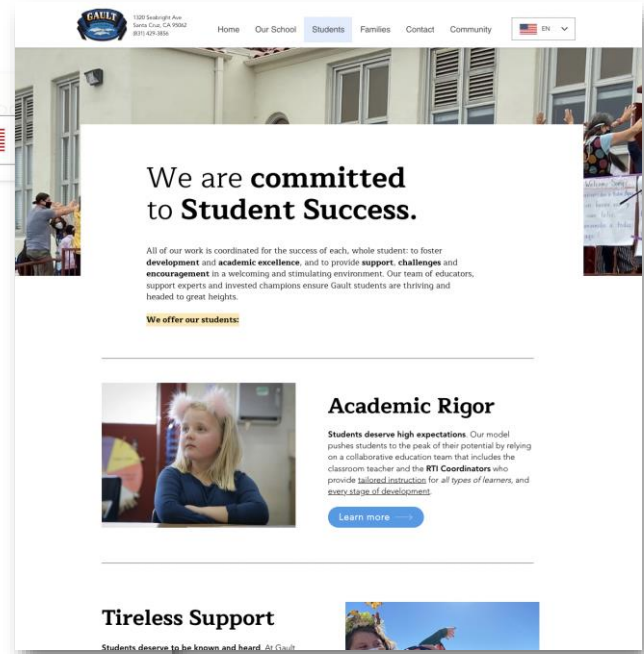 GAULT
1320 Seabright Ave
Santa Cruz, CA 95062
(831) 429-3856
Home Our School Students Families Contact Community EN
We are committed
to Student Success.
All of our work is coordinated for the success of each, whole student: to foster
development and academic excellence, and to provide support, challenges and
encouragement in a welcoming and stimulating environment. Our team of educators,
support experts and invested champions ensure Gault students are thriving and
headed to great heights.
We offer our students:
Academic Rigor
Students deserve high expectations. Our model
pushes students to the peak of their potential by relying
on a collaborative education team that includes the
classroom teacher and the RTI Coordinators who
provide tailored instruction for all types of learners, and
every stage of development.
Learn more
Tireless Support
Students deserve to be known and heard. At Gault